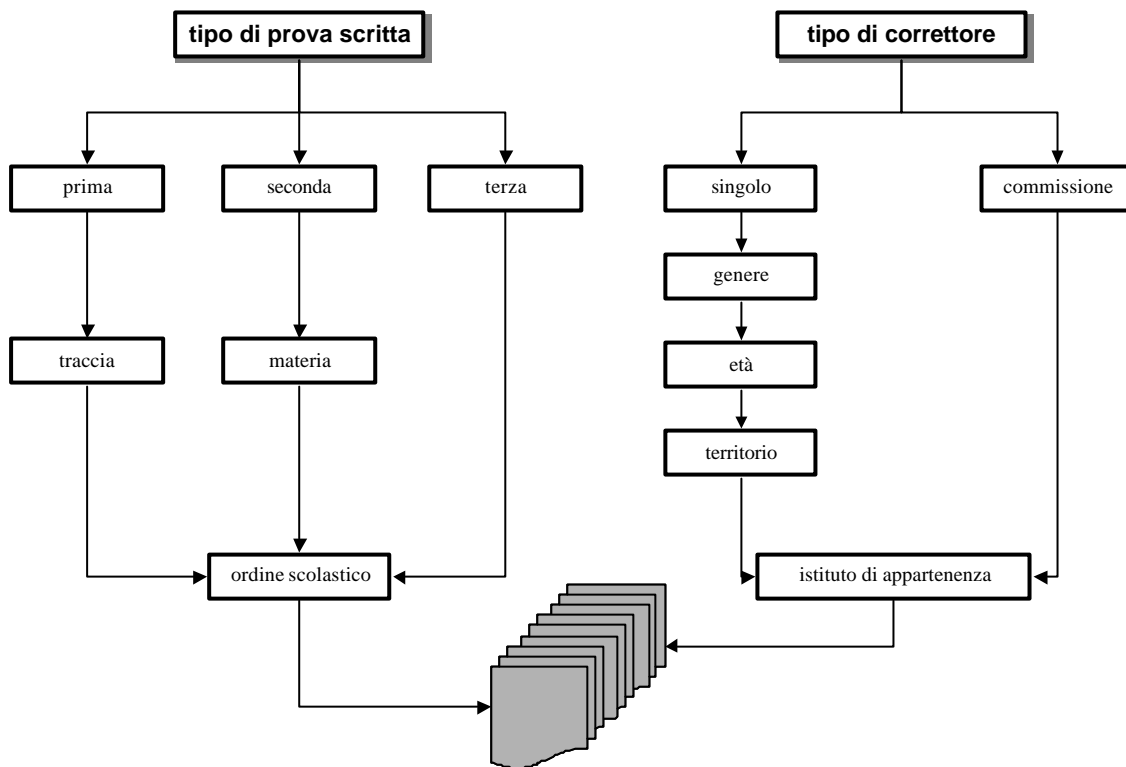 tipo di prova scritta
tipo di correttore
prima
seconda
terza
singolo
commissione
genere
traccia
materia
età
territorio
ordine scolastico
istituto di appartenenza